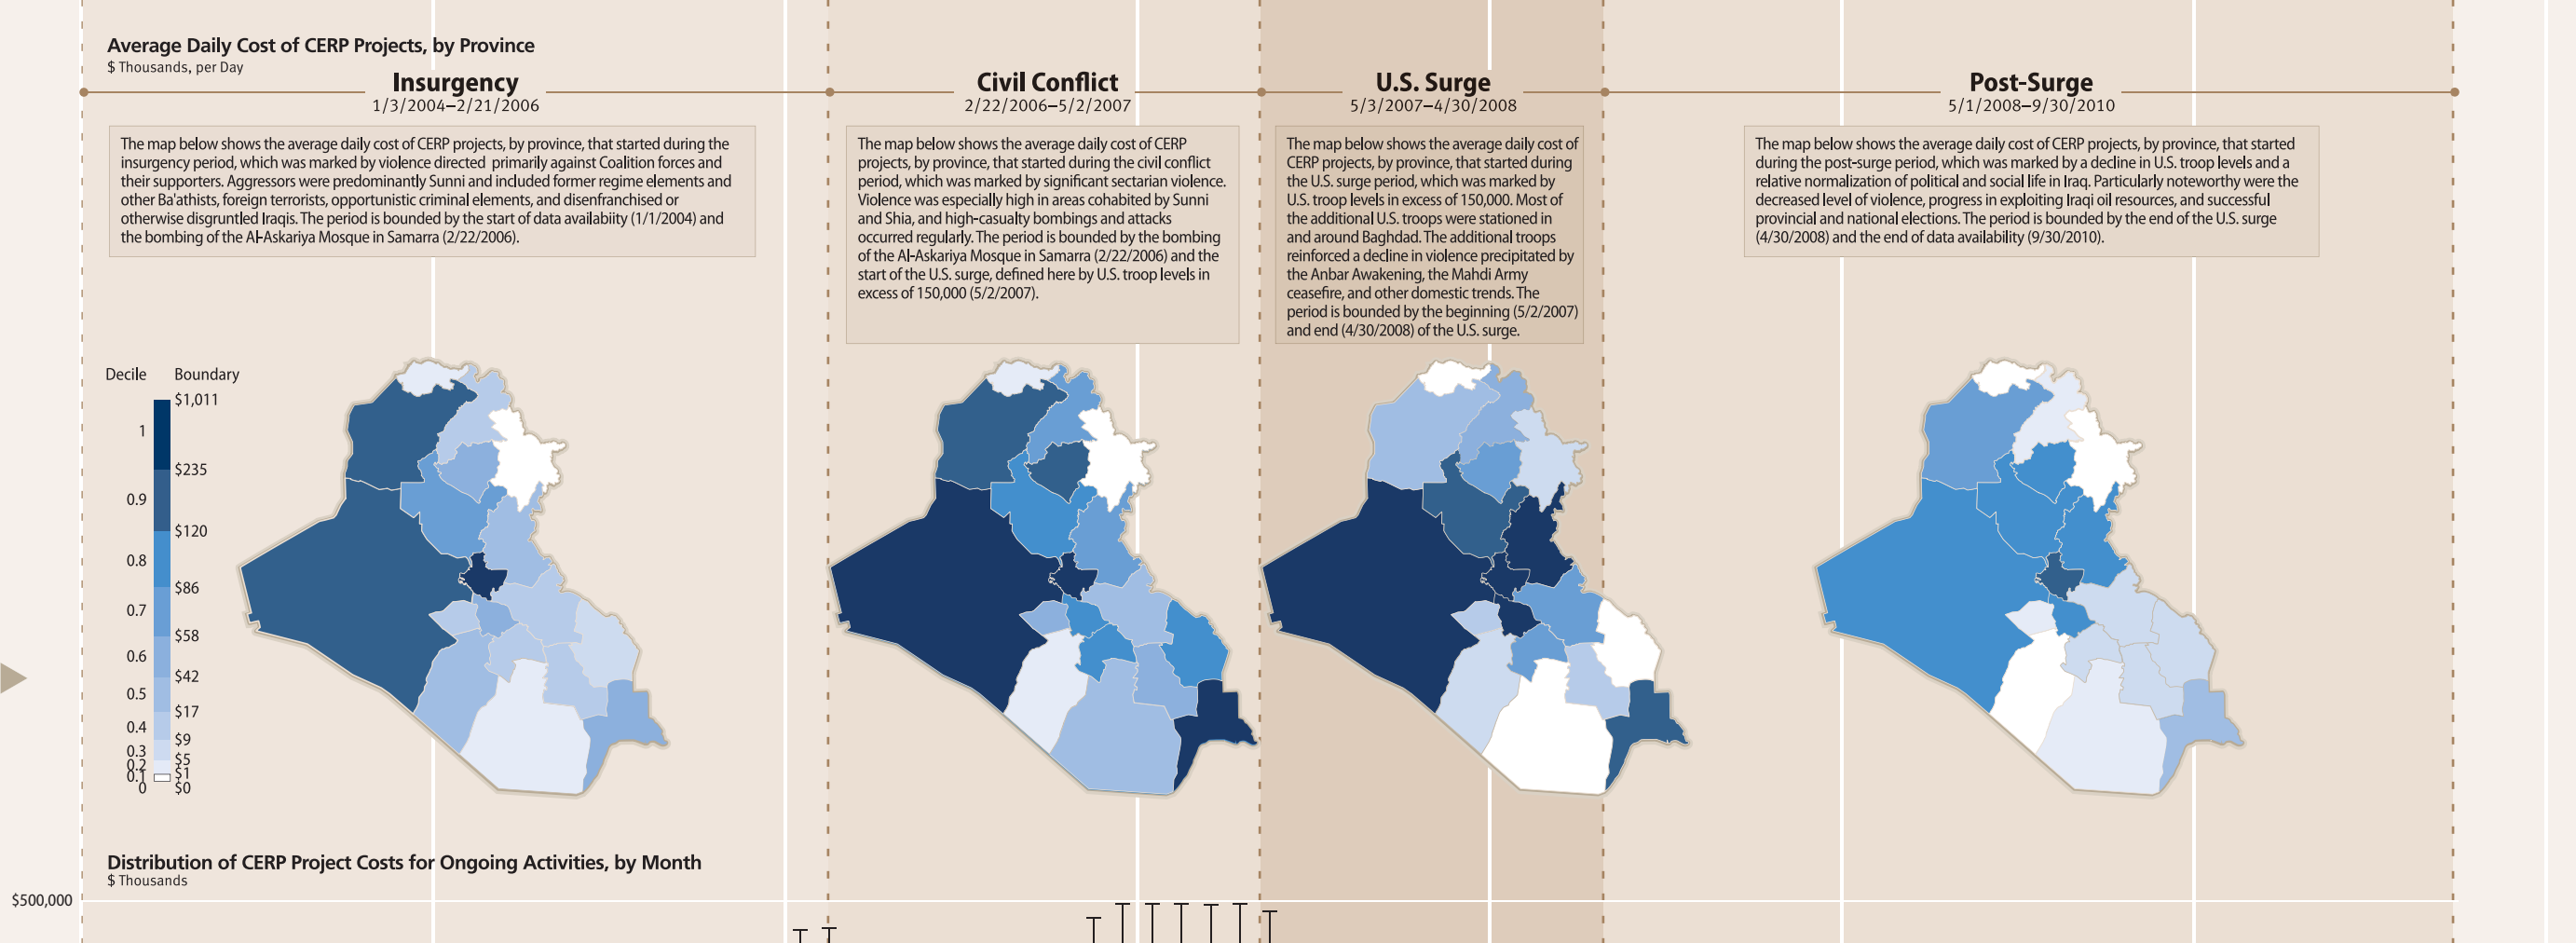 Average Daily Cost of CERP Projects, by Province
$ Thousands, per Day
Insurgency
1/3/2004–2/21/2006
The map below shows the average daily cost of CERP projects, by province, that started during the
insurgency period, which was marked by violence directed primarily against Coalition forces and
their supporters. Aggressors were predominantly Sunni and included former regime elements and
other Ba'athists, foreign terrorists, opportunistic criminal elements, and disenfranchised or
otherwise disgruntled Iraqis. The period is bounded by the start of data availabiity (1/1/2004) and
the bombing of the Al-Askariya Mosque in Samarra (2/22/2006).
Civil Conflict
2/22/2006–5/2/2007
The map below shows the average daily cost of CERP
projects, by province, that started during the civil conflict
period, which was marked by significant sectarian violence.
Violence was especially high in areas cohabited by Sunni
and Shia, and high-casualty bombings and attacks
occurred regularly. The period is bounded by the bombing
of the Al-Askariya Mosque in Samarra (2/22/2006) and the
start of the U.S. surge, defined here by U.S. troop levels in
excess of 150,000 (5/2/2007).
U.S. Surge
5/3/2007–4/30/2008
The map below shows the average daily cost of
CERP projects, by province, that started during
the U.S. surge period, which was marked by
U.S. troop levels in excess of 150,000. Most of
the additional U.S. troops were stationed in
and around Baghdad. The additional troops
reinforced a decline in violence precipitated by
the Anbar Awakening, the Mahdi Army
ceasefire, and other domestic trends. The
period is bounded by the beginning (5/2/2007)
and end (4/30/2008) of the U.S. surge.
Post-Surge
5/1/2008–9/30/2010
The map below shows the average daily cost of CERP projects, by province, that started
during the post-surge period, which was marked by a decline in U.S. troop levels and a
relative normalization of political and social life in Iraq. Particularly noteworthy were the
decreased level of violence, progress in exploiting Iraqi oil resources, and successful
provincial and national elections. The period is bounded by the end of the U.S. surge
(4/30/2008) and the end of data availability (9/30/2010).
Decile Boundary
$1,011
1
$235
0.9
$120
0.8
$86
0.7
$58
0.6
$42
0.5
$17
0.4
$9
0.3
$5
0.2
$1
0.1
0 $0
Distribution of CERP Project Costs for Ongoing Activities, by Month
$ Thousands
$500,000